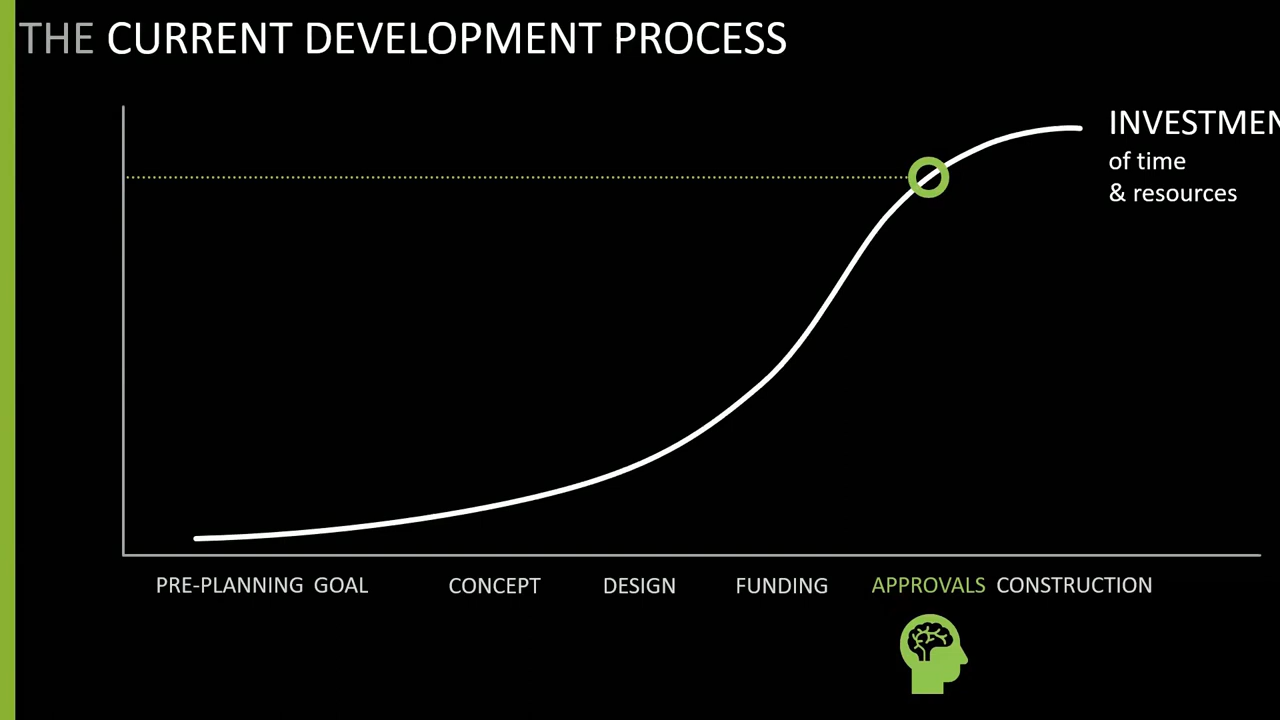 THE CURRENT DEVELOPMENT PROCESS
INVESTMEN
of time
& resources
PRE-PLANNING GOAL CONCEPT DESIGN FUNDING APPROVALS CONSTRUCTION